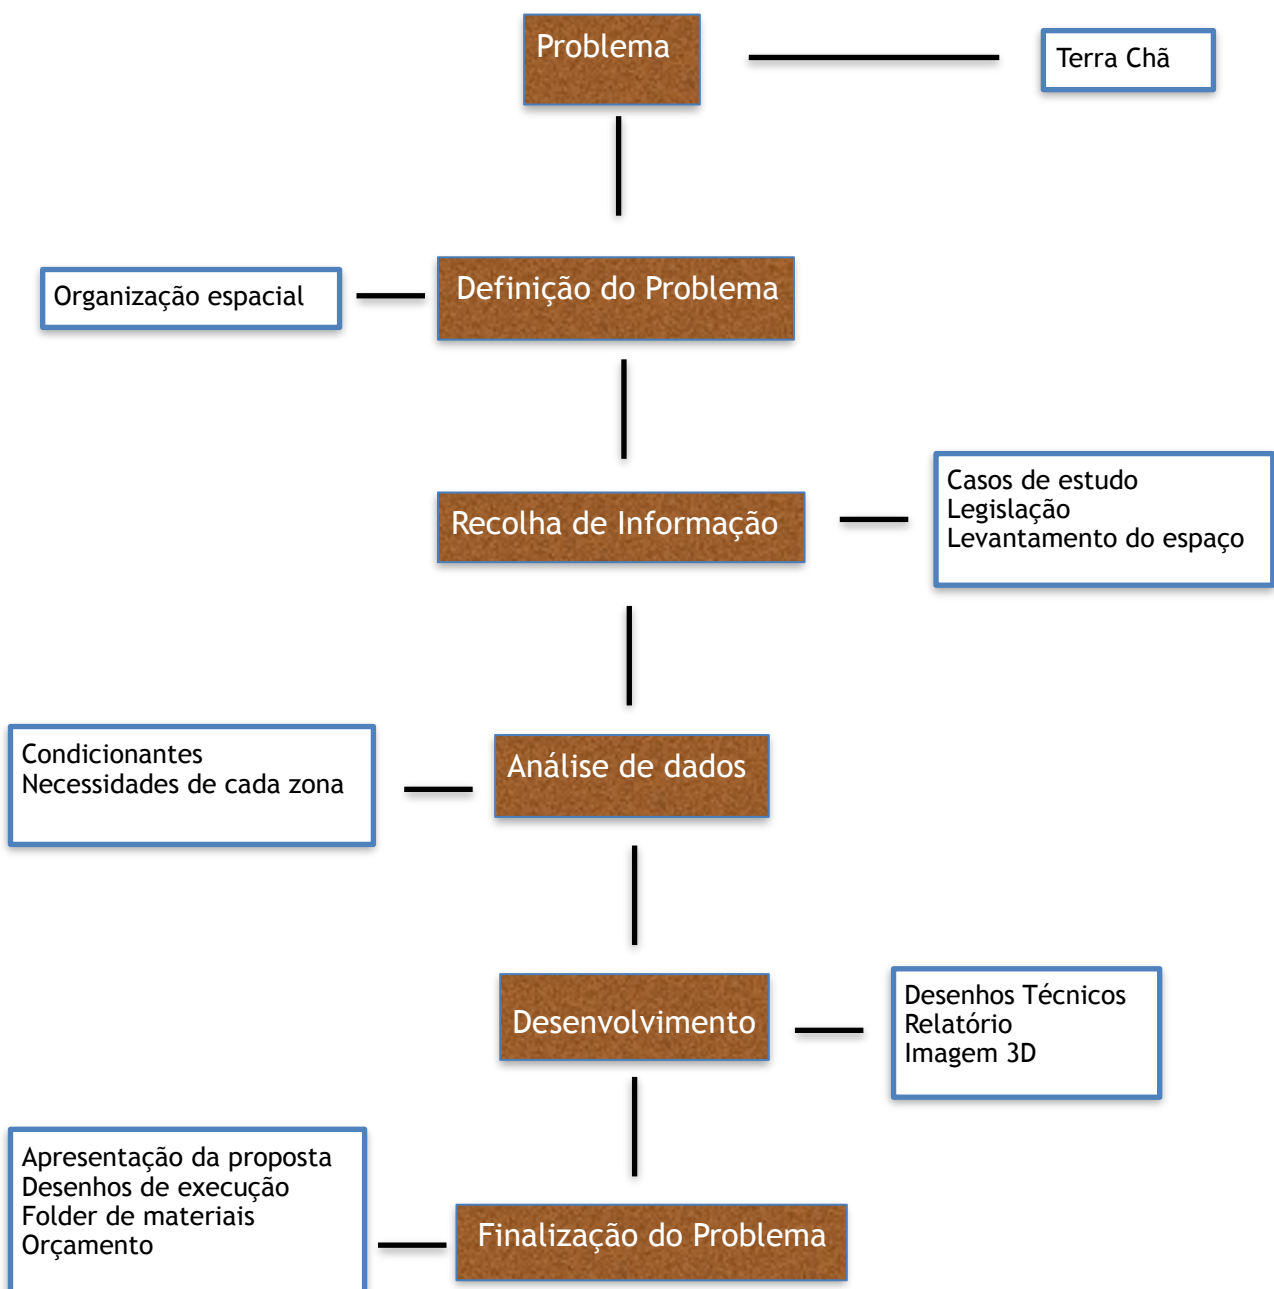 Problema
Terra Chã
Organização espacial
Definição do Problema
Recolha de Informação
Casos de estudo
Legislação
Levantamento do espaço
Condicionantes
Necessidades de cada zona
Análise de dados
Desenvolvimento
Desenhos Técnicos
Relatório
Imagem 3D
Apresentação da proposta
Desenhos de execução
Folder de materiais
Orçamento
Finalização do Problema